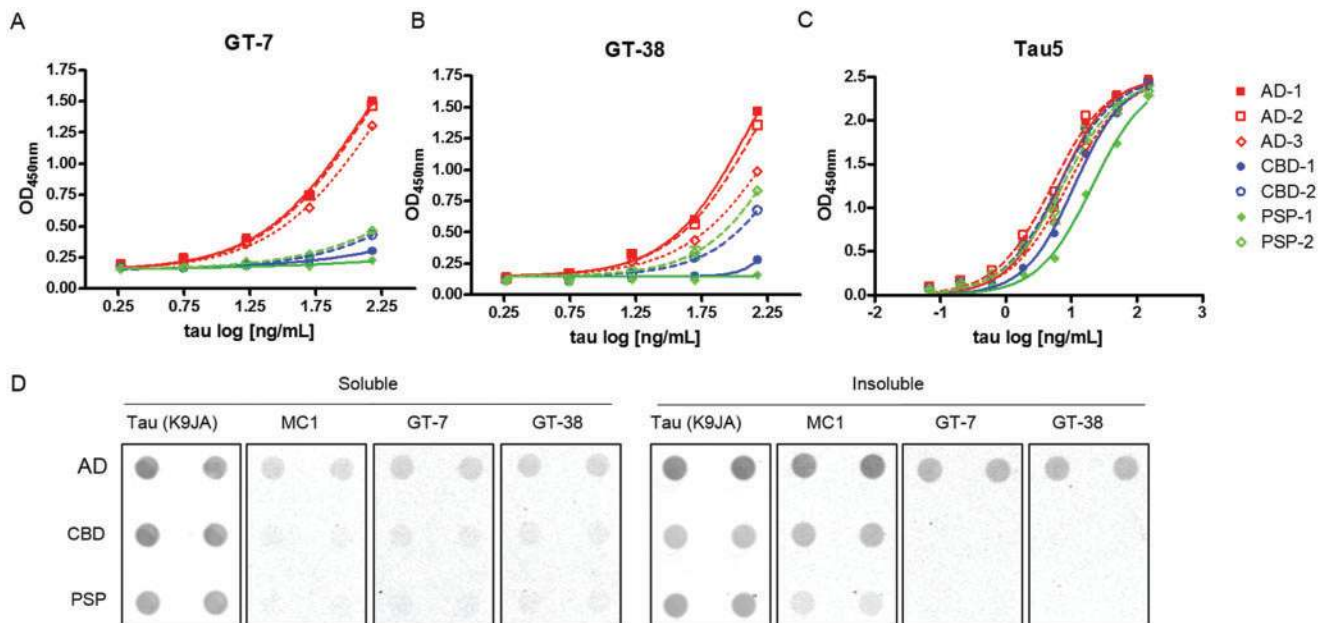 A
GT-7
OD450nm
1.75
1.50
1.25
1.00
0.75
0.50
0.25
0.00
0.25 0.75 1.25 1.75 2.25
tau log [ng/mL]
B
GT-38
OD450nm
1.75
1.50
1.25
1.00
0.75
0.50
0.25
0.00
0.25 0.75 1.25 1.75 2.25
tau log [ng/mL]
C
Tau5
OD450nm
2.5
2.0
1.5
1.0
0.5
0.0
-2 -1 0 1 2 3
tau log [ng/mL]
AD-1
AD-2
AD-3
CBD-1
CBD-2
PSP-1
PSP-2
D
Soluble Insoluble
Tau (K9JA) MC1 GT-7 GT-38 Tau (K9JA) MC1 GT-7 GT-38
AD
CBD
PSP